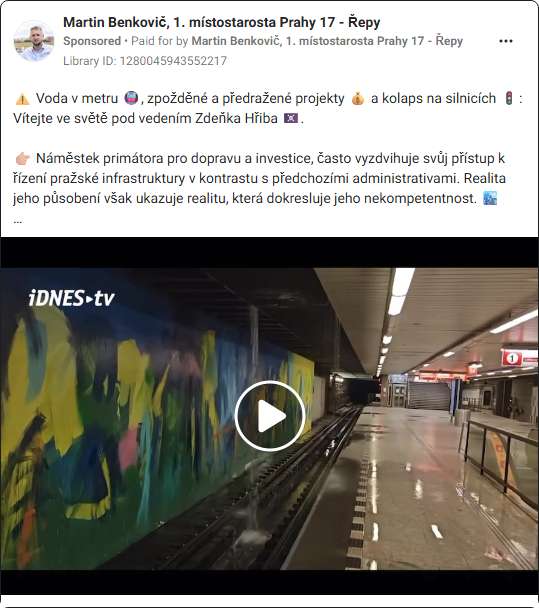 Martin Benkovič, 1. místostarosta Prahy 17 - Řepy
Sponsored • Paid for by Martin Benkovič, 1. místostarosta Prahy 17 - Řepy
Library ID: 1280045943552217
⚠️ Voda v metru 🚇, zpožděné a předražené projekty 💰 a kolaps na silnicích 🚦:
Vítejte ve světě pod vedením Zdeňka Hřiba 🏴‍☠️.
👉🏻 Náměstek primátora pro dopravu a investice, často vyzdvihuje svůj přístup k
řízení pražské infrastruktury v kontrastu s předchozími administrativami. Realita
jeho působení však ukazuje realitu, která dokresluje jeho nekompetentnost. 🏙️
...
iDNES▸tv
1